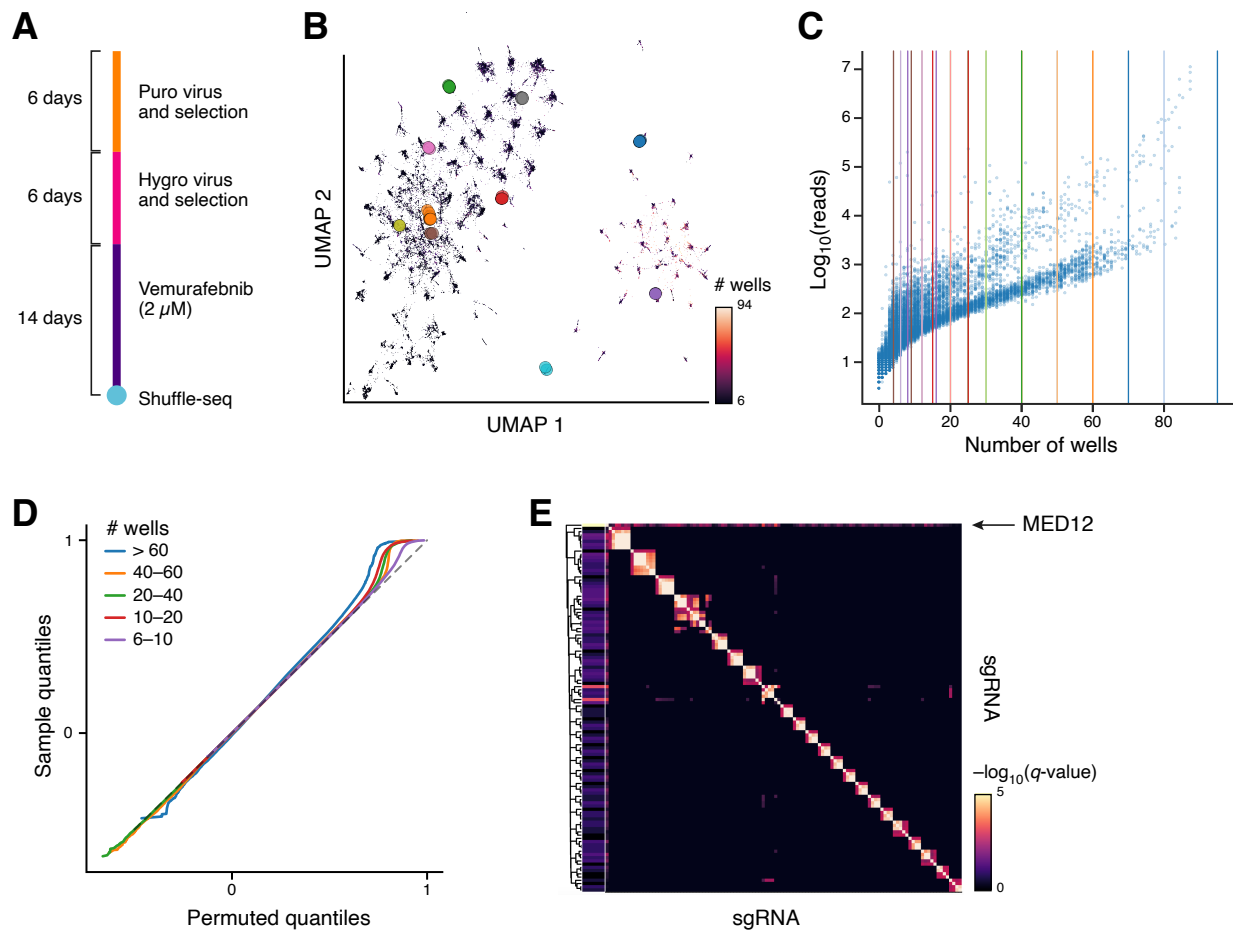 A
6 days
Puro virus
and selection
6 days
Hygro virus
and selection
14 days
Vemurafebnib
(2 µM)
Shuffle-seq
B
UMAP 2
UMAP 1
# wells
94
6
C
Log10(reads)
7
6
5
4
3
2
1
0
20
40
60
80
Number of wells
D
# wells
> 60
40–60
20–40
10–20
6–10
Sample quantiles
1
0
0
1
Permuted quantiles
E
MED12
sgRNA
–log10(q-value)
5
0
sgRNA